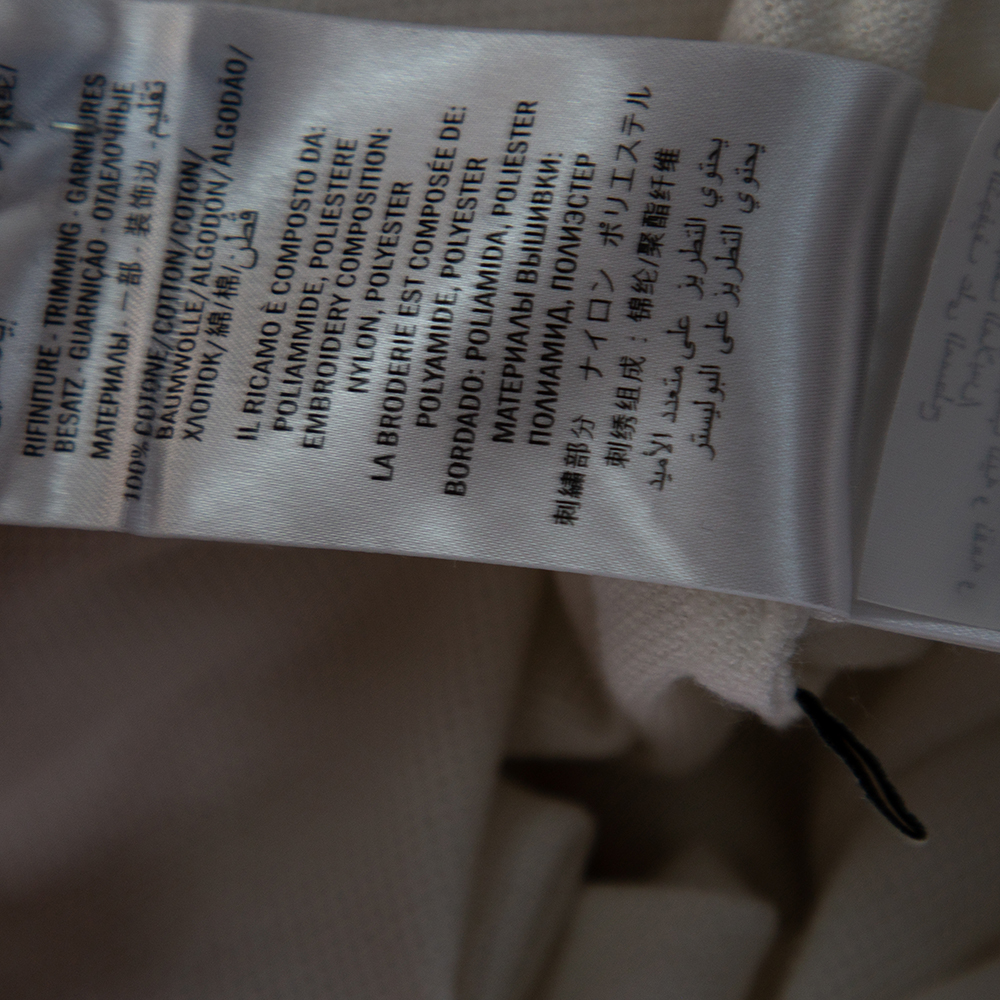 RIFINITURE - TRIMMING - GARNITURES
BESATZ - GUARNIÇÃO - ОТДЕЛОЧНЫЕ
МАТЕРИАЛЫ - 一部 - 装饰边 - تقليم
100% COTONE/COTTON/COTON/
BAUMWOLLE/ALGODON/ALGODÃO/
ХЛОПОК/綿/棉/قطن
IL RICAMO È COMPOSTO DA:
POLIAMMIDE, POLIESTERE
EMBROIDERY COMPOSITION:
NYLON, POLYESTER
LA BRODERIE EST COMPOSÉE DE:
POLYAMIDE, POLYESTER
BORDADO: POLIAMIDA, POLIESTER
МАТЕРИАЛЫ ВЫШИВКИ:
ПОЛИАМИД, ПОЛИЭСТЕР
刺繍部分 ナイロン ポリエステル
刺绣组成：锦纶/聚酯纤维
يحتوي التطريز على متعدد الأميد
يحتوي التطريز على البوليستر